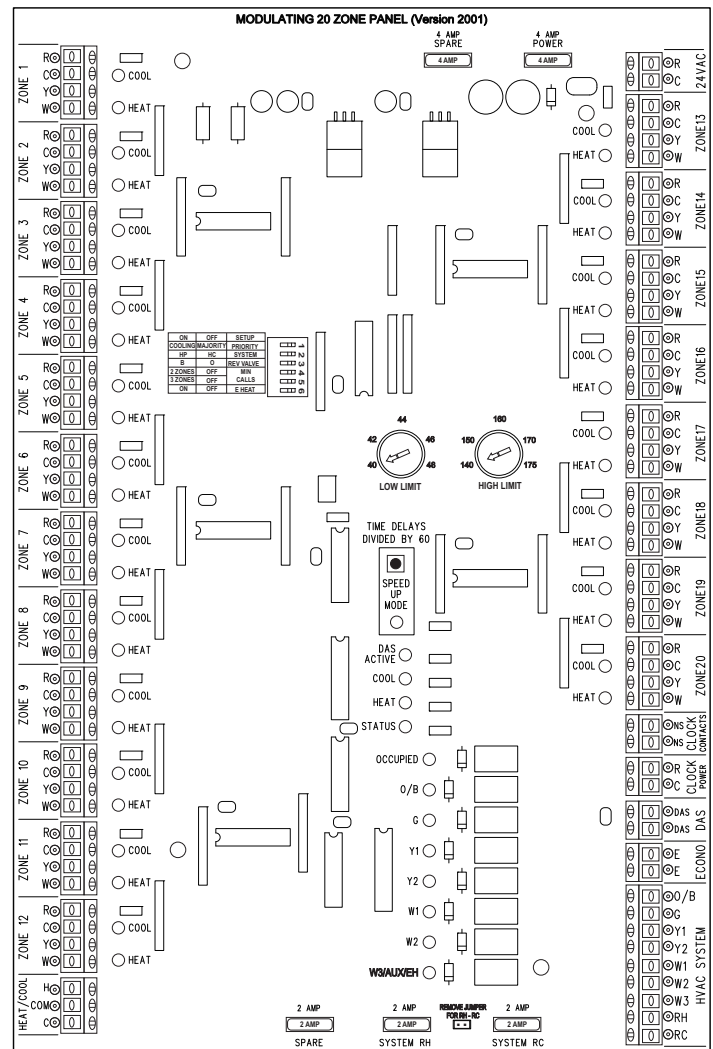 MODULATING 20 ZONE PANEL (Version 2001)
4 AMP
SPARE
4 AMP
4 AMP
POWER
4 AMP
ZONE 1
R
C
Y
W
COOL
HEAT
ZONE 2
R
C
Y
W
COOL
HEAT
ZONE 3
R
C
Y
W
COOL
HEAT
ZONE 4
R
C
Y
W
COOL
HEAT
ZONE 5
R
C
Y
W
COOL
HEAT
ZONE 6
R
C
Y
W
COOL
HEAT
ZONE 7
R
C
Y
W
COOL
HEAT
ZONE 8
R
C
Y
W
COOL
HEAT
ZONE 9
R
C
Y
W
COOL
HEAT
ZONE 10
R
C
Y
W
COOL
HEAT
ZONE 11
R
C
Y
W
COOL
HEAT
ZONE 12
R
C
Y
W
COOL
HEAT
HEAT/COOL
H
COM
C
ON OFF SETUP
COOLING MAJORITY PRIORITY
HP HC SYSTEM
B O REV VALVE
2 ZONES OFF MIN
3 ZONES OFF CALLS
ON OFF E HEAT
1
2
3
4
5
6
44
42 46
40 48
LOW LIMIT
160
150 170
140 175
HIGH LIMIT
TIME DELAYS
DIVIDED BY 60
SPEED
UP
MODE
DAS
ACTIVE
COOL
HEAT
STATUS
OCCUPIED
O/B
G
Y1
Y2
W1
W2
W3/AUX/EH
2 AMP
2 AMP
SPARE
2 AMP
2 AMP
SYSTEM RH
REMOVE JUMPER
FOR RH - RC
2 AMP
2 AMP
SYSTEM RC
24VAC
R
C
ZONE13
R
C
Y
W
COOL
HEAT
ZONE14
R
C
Y
W
COOL
HEAT
ZONE15
R
C
Y
W
COOL
HEAT
ZONE16
R
C
Y
W
COOL
HEAT
ZONE17
R
C
Y
W
COOL
HEAT
ZONE18
R
C
Y
W
COOL
HEAT
ZONE19
R
C
Y
W
COOL
HEAT
ZONE20
R
C
Y
W
COOL
HEAT
NS
NS
CLOCK
CONTACTS
R
C
CLOCK
POWER
DAS
DAS
DAS
E
E
ECONO
O/B
G
Y1
Y2
W1
W2
W3
RH
RC
HVAC SYSTEM